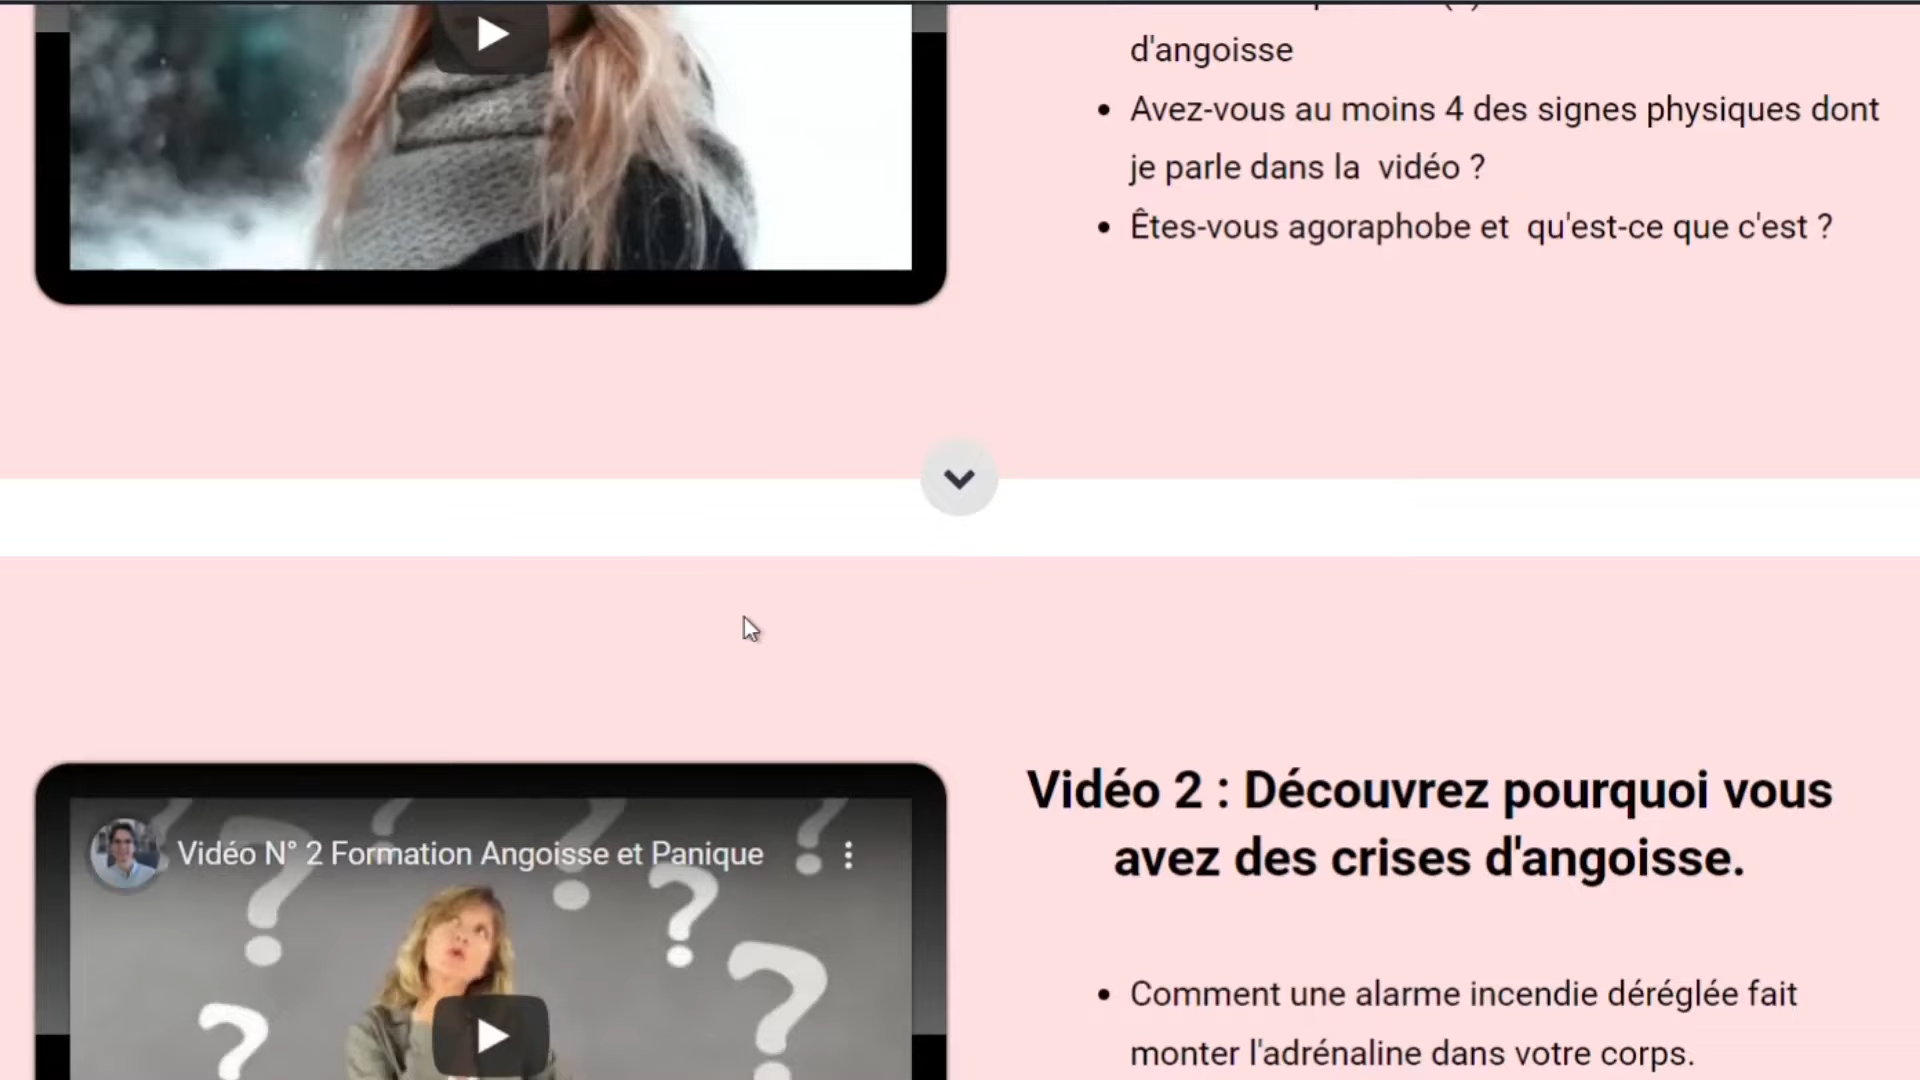 d'angoisse
• Avez-vous au moins 4 des signes physiques dont
je parle dans la vidéo ?
• Êtes-vous agoraphobe et qu'est-ce que c'est ?
Vidéo 2 : Découvrez pourquoi vous
avez des crises d'angoisse.
Vidéo N° 2 Formation Angoisse et Panique
• Comment une alarme incendie déréglée fait
monter l'adrénaline dans votre corps.